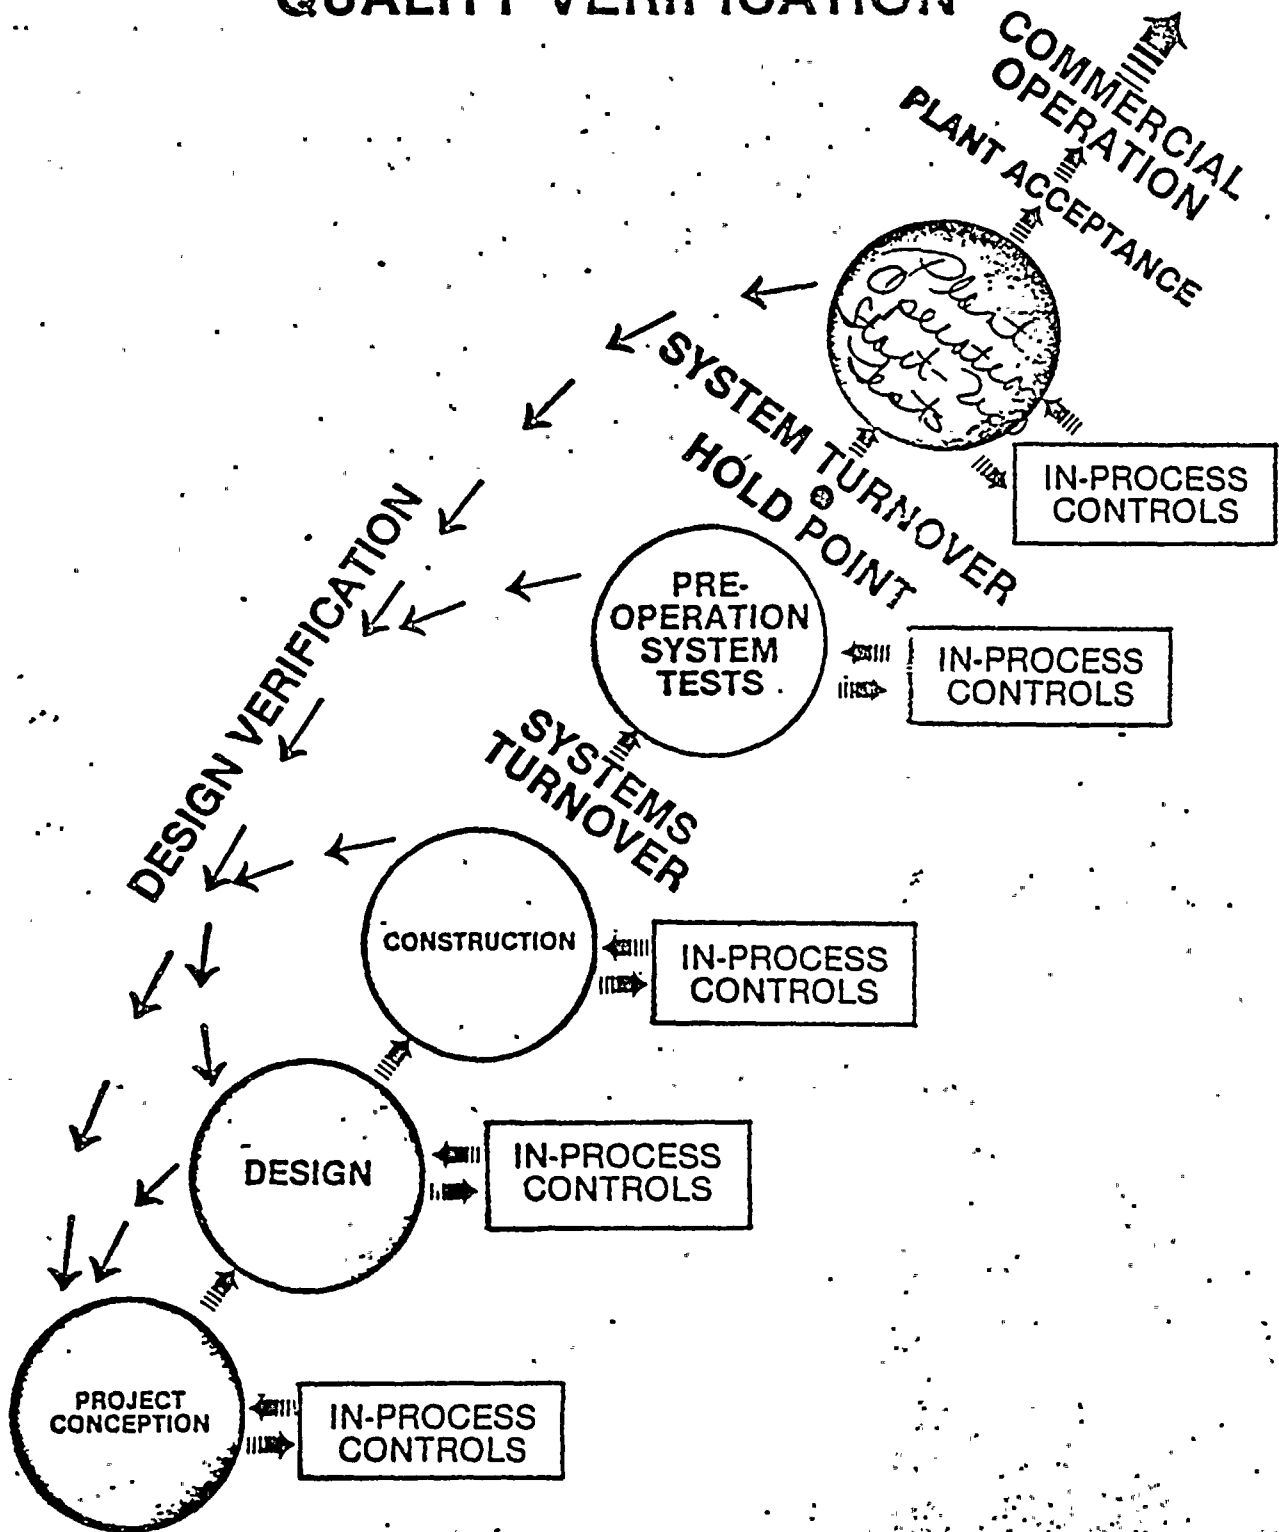 QUALITY VERIFICATION
COMMERCIAL
OPERATION
PLANT ACCEPTANCE
Plant
Operation
Start-Up
Tests
IN-PROCESS
CONTROLS
SYSTEM TURNOVER
HOLD POINT
PRE-
OPERATION
SYSTEM
TESTS
IN-PROCESS
CONTROLS
DESIGN VERIFICATION
SYSTEMS
TURNOVER
CONSTRUCTION
IN-PROCESS
CONTROLS
DESIGN
IN-PROCESS
CONTROLS
PROJECT
CONCEPTION
IN-PROCESS
CONTROLS